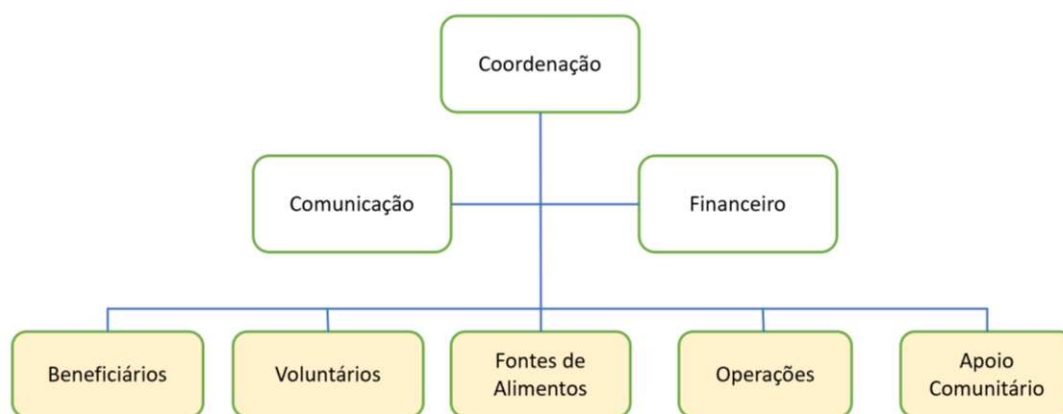 Coordenação
Comunicação
Financeiro
Beneficiários
Voluntários
Fontes de
Alimentos
Operações
Apoio
Comunitário